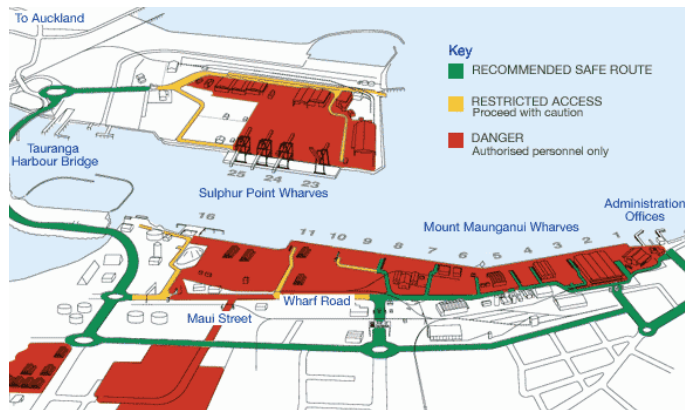 To Auckland
Key
RECOMMENDED SAFE ROUTE
RESTRICTED ACCESS
Proceed with caution
DANGER
Authorised personnel only
Tauranga
Harbour Bridge
25 24 23
Sulphur Point Wharves
Administration
Offices
Mount Maunganui Wharves
16 11 10 9 8 7 6 5 4 3 2 1
Wharf Road
Maui Street